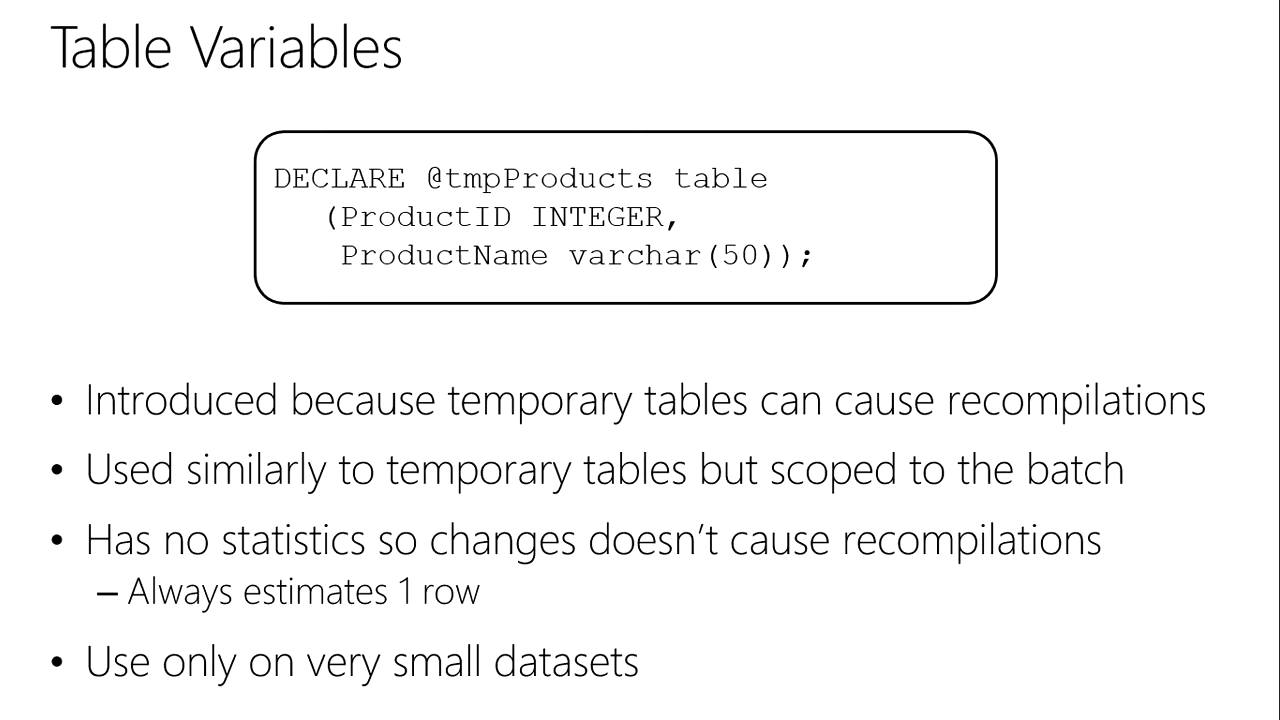 Table Variables
DECLARE @tmpProducts table
(ProductID INTEGER,
ProductName varchar(50));
• Introduced because temporary tables can cause recompilations
• Used similarly to temporary tables but scoped to the batch
• Has no statistics so changes doesn’t cause recompilations
– Always estimates 1 row
• Use only on very small datasets